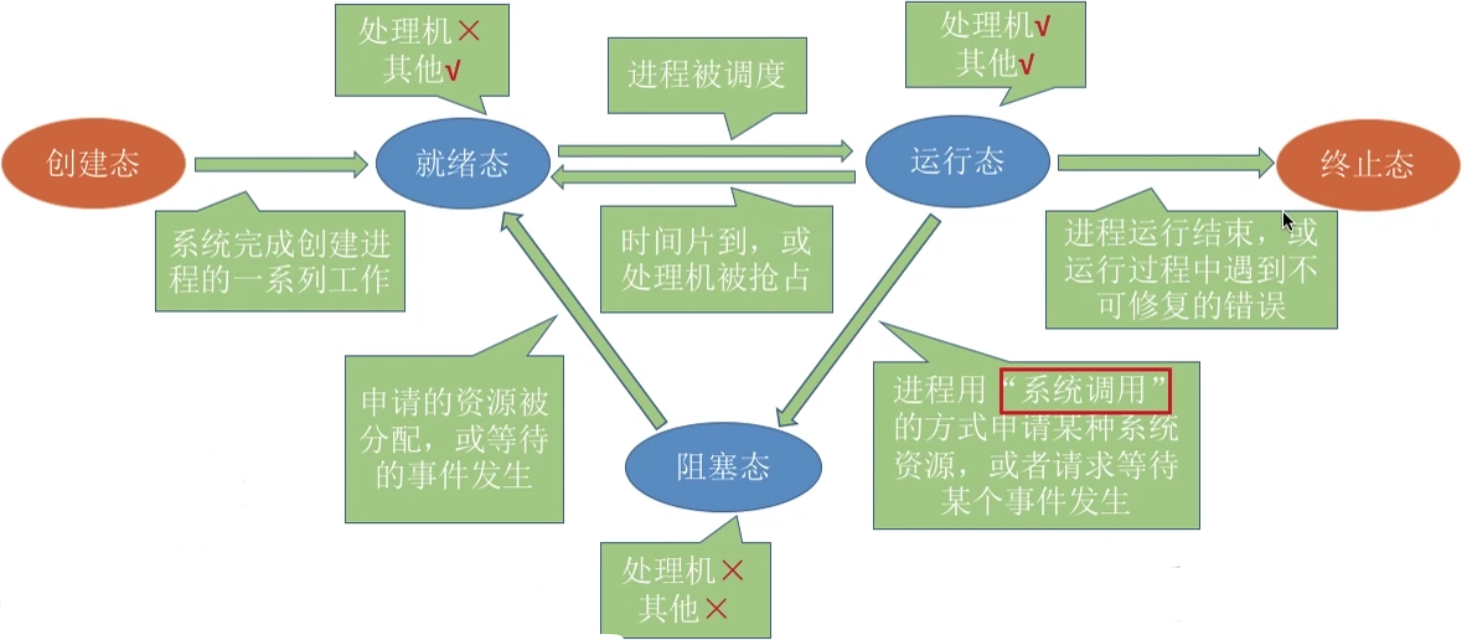 处理机×
其他√
进程被调度
处理机√
其他√
创建态
就绪态
运行态
终止态
系统完成创建进
程的一系列工作
时间片到，或
处理机被抢占
进程运行结束，或
运行过程中遇到不
可修复的错误
申请的资源被
分配，或等待
的事件发生
进程用“系统调用”
的方式申请某种系统
资源，或者请求等待
某个事件发生
阻塞态
处理机×
其他×